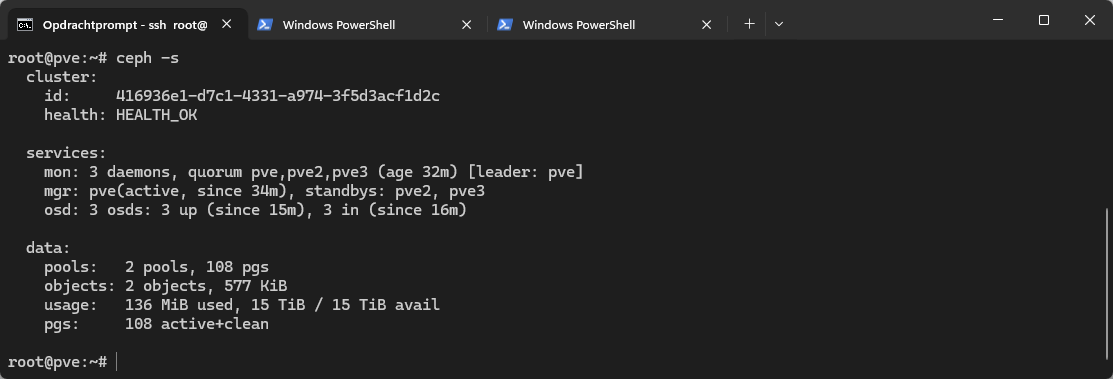 Opdrachtprompt - ssh  root@
Windows PowerShell
Windows PowerShell
root@pve:~# ceph -s
  cluster:
    id:     416936e1-d7c1-4331-a974-3f5d3acf1d2c
    health: HEALTH_OK

  services:
    mon: 3 daemons, quorum pve,pve2,pve3 (age 32m) [leader: pve]
    mgr: pve(active, since 34m), standbys: pve2, pve3
    osd: 3 osds: 3 up (since 15m), 3 in (since 16m)

  data:
    pools:   2 pools, 108 pgs
    objects: 2 objects, 577 KiB
    usage:   136 MiB used, 15 TiB / 15 TiB avail
    pgs:     108 active+clean

root@pve:~#